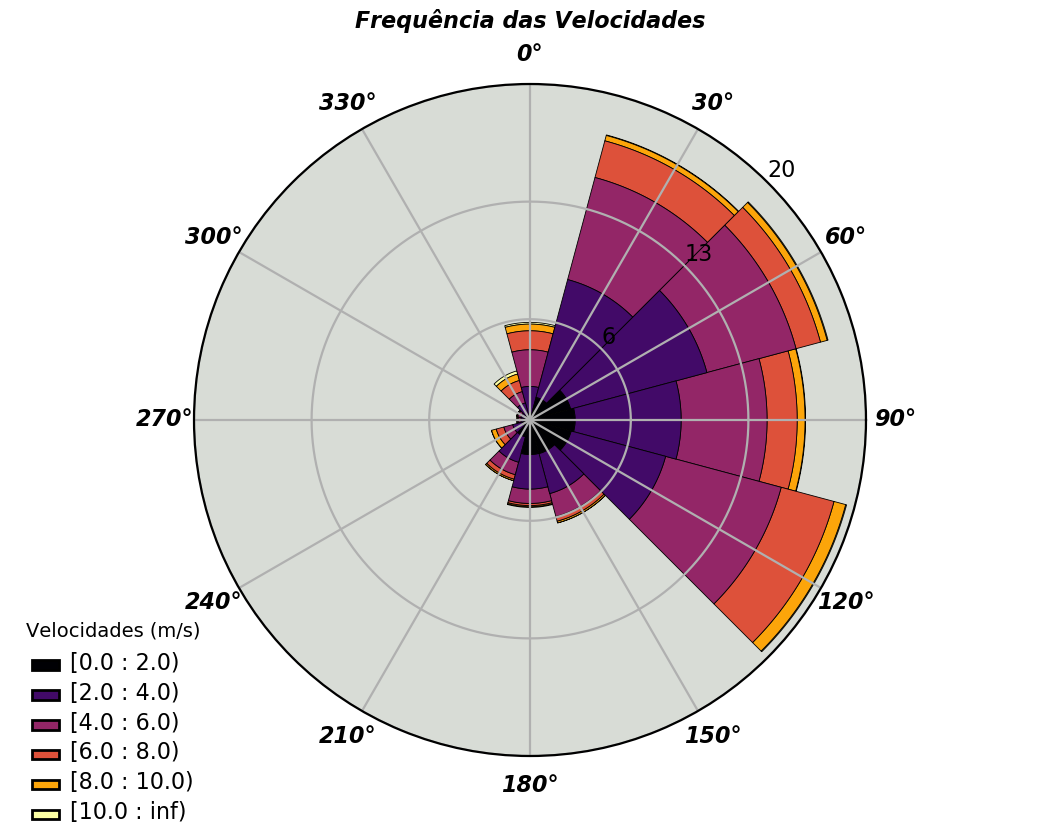 Frequência das Velocidades
0°
330°
30°
20
300°
60°
13
6
270°
90°
240°
120°
210°
150°
180°
Velocidades (m/s)
[0.0 : 2.0)
[2.0 : 4.0)
[4.0 : 6.0)
[6.0 : 8.0)
[8.0 : 10.0)
[10.0 : inf)